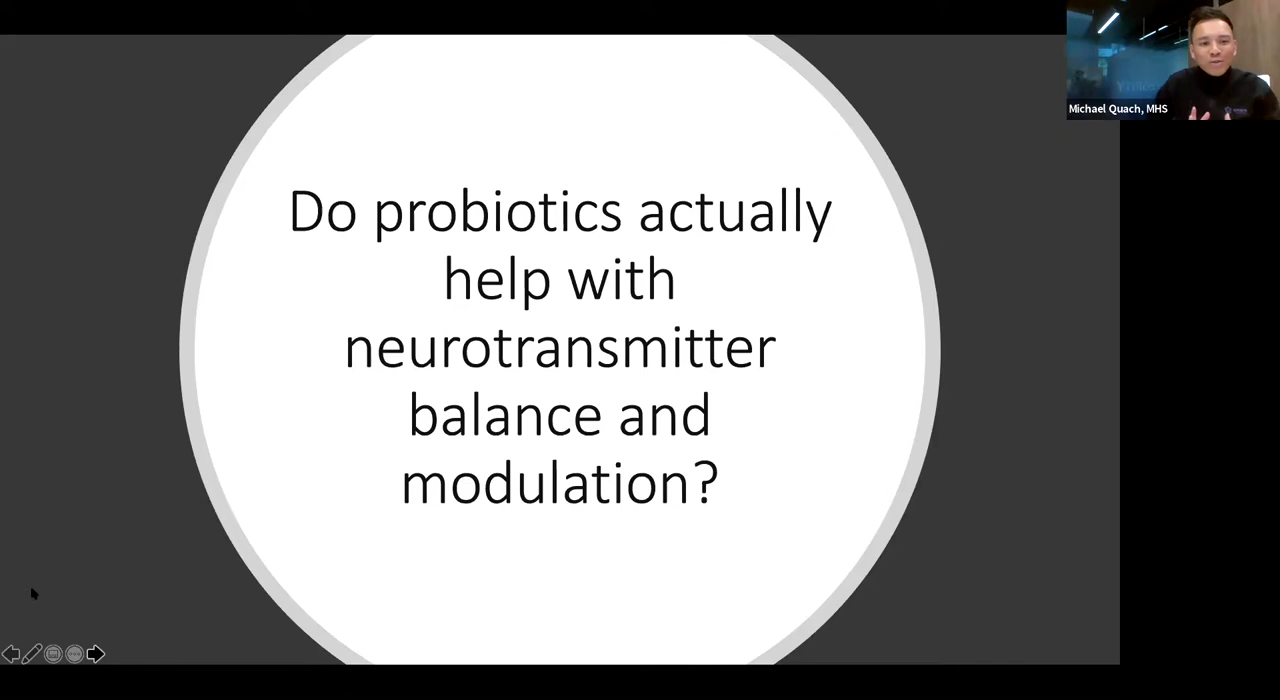 Do probiotics actually
help with
neurotransmitter
balance and
modulation?
Michael Quach, MHS